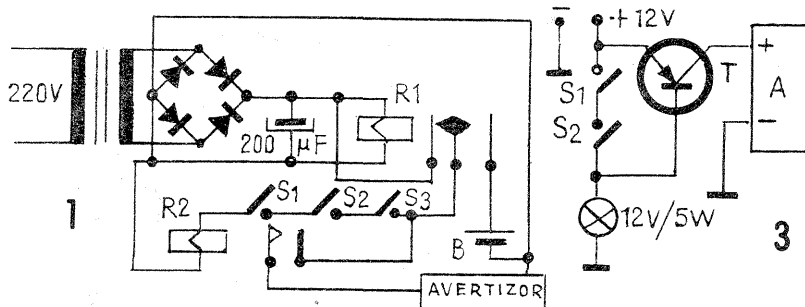 220V
200 µF
R1
R2
S1
S2
S3
B
AVERTIZOR
1
- + 12V
S1
S2
T
+
A
-
12V/5W
3